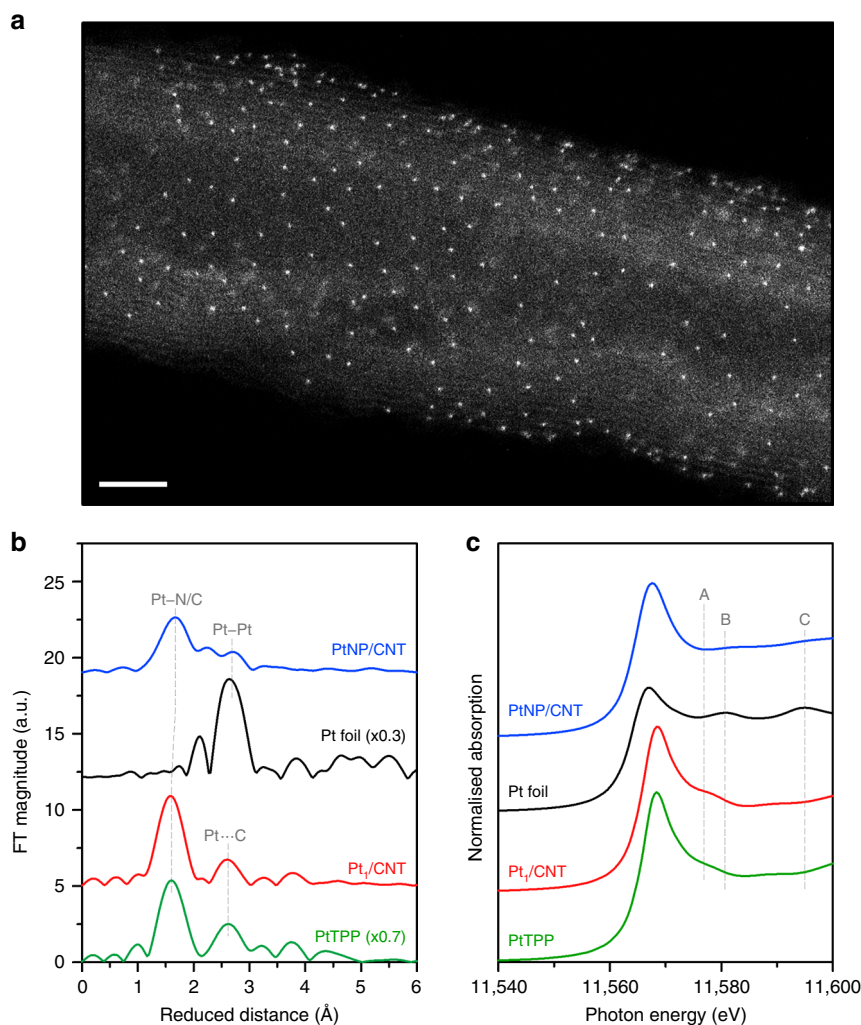 a
b
25
20
15
10
5
0
0 1 2 3 4 5 6
FT magnitude (a.u.)
Reduced distance (Å)
Pt–N/C
Pt–Pt
PtNP/CNT
Pt foil (x0.3)
Pt···C
Pt₁/CNT
PtTPP (x0.7)
c
A
B
C
PtNP/CNT
Pt foil
Pt₁/CNT
PtTPP
Normalised absorption
11,540 11,560 11,580 11,600
Photon energy (eV)